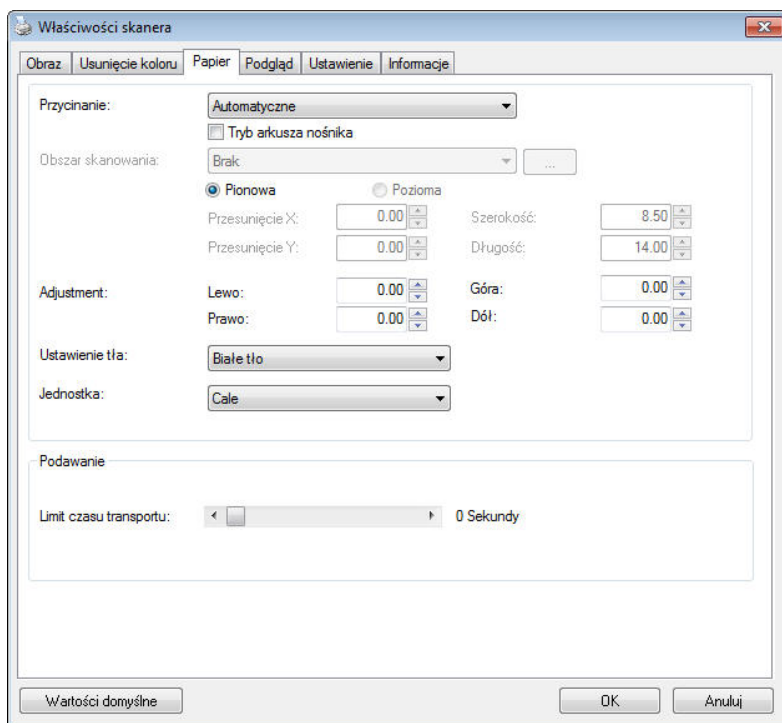 Właściwości skanera
Obraz Usunięcie koloru Papier Podgląd Ustawienie Informacje
Przycinanie: Automatyczne
Tryb arkusza nośnika
Obszar skanowania: Brak ...
Pionowa Pozioma
Przesunięcie X: 0.00 Szerokość: 8.50
Przesunięcie Y: 0.00 Długość: 14.00
Adjustment: Lewo: 0.00 Góra: 0.00
Prawo: 0.00 Dół: 0.00
Ustawienie tła: Białe tło
Jednostka: Cale
Podawanie
Limit czasu transportu: 0 Sekundy
Wartości domyślne OK Anuluj